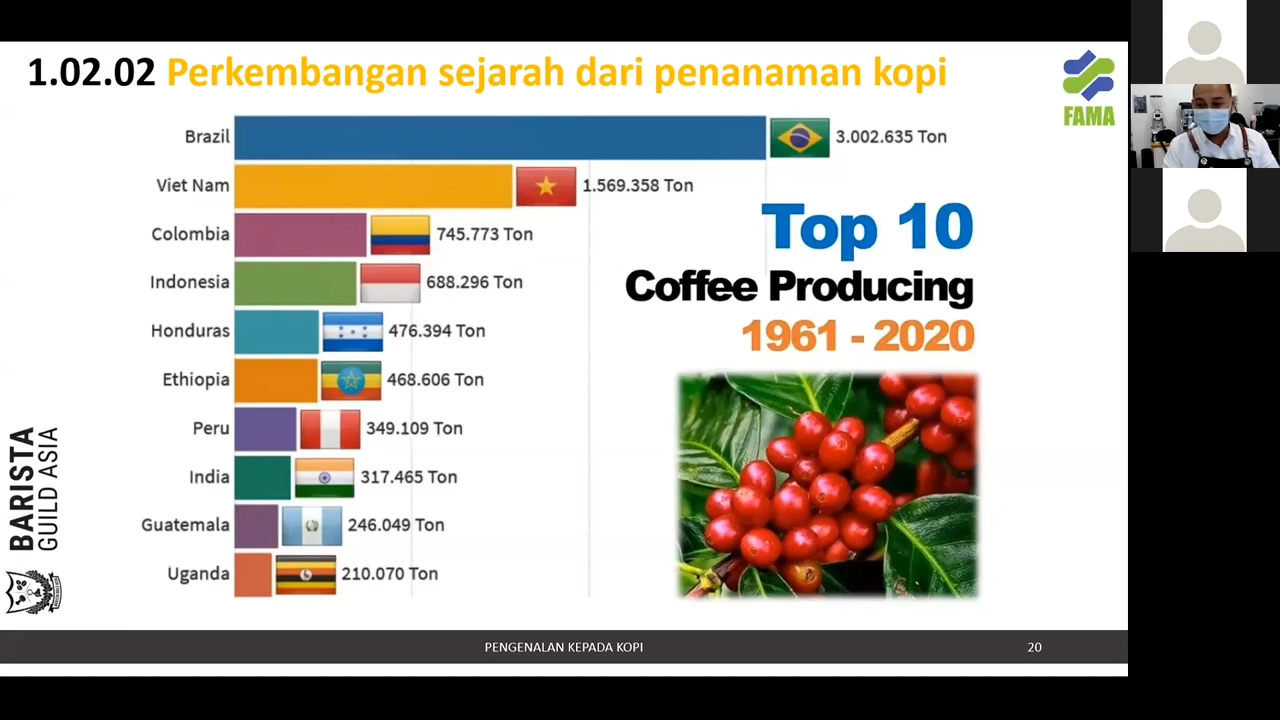 1.02.02 Perkembangan sejarah dari penanaman kopi
FAMA
Brazil 3.002.635 Ton
Viet Nam 1.569.358 Ton
Colombia 745.773 Ton
Indonesia 688.296 Ton
Honduras 476.394 Ton
Ethiopia 468.606 Ton
Peru 349.109 Ton
India 317.465 Ton
Guatemala 246.049 Ton
Uganda 210.070 Ton
Top 10
Coffee Producing
1961 - 2020
BARISTA
GUILD ASIA
PENGENALAN KEPADA KOPI
20